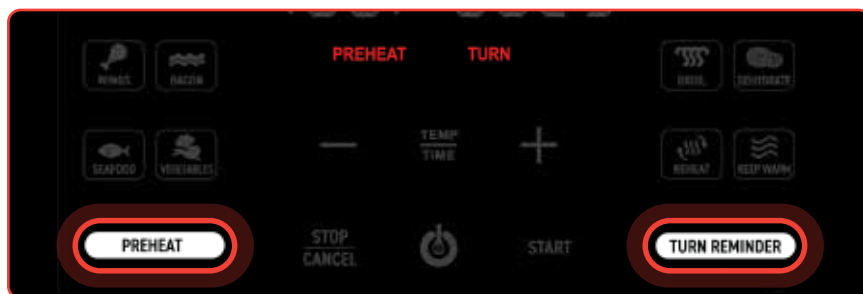 PREHEAT TURN
WINGS BACON BROIL DEHYDRATE
TEMP
TIME
SEAFOOD VEGETABLES REHEAT KEEP WARM
PREHEAT
STOP
CANCEL
START
TURN REMINDER